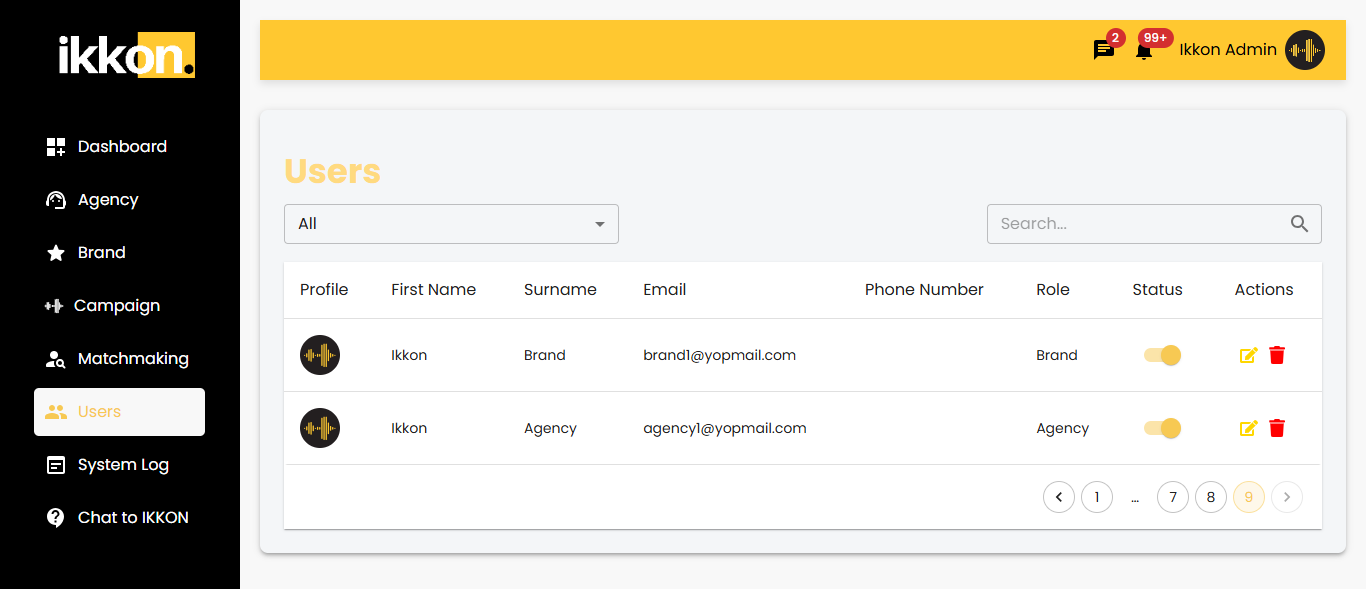 ikkon.
Dashboard
Agency
Brand
Campaign
Matchmaking
Users
System Log
Chat to IKKON
2
99+
Ikkon Admin
Users
All
Search...
Profile First Name Surname Email Phone Number Role Status Actions
Ikkon Brand brand1@yopmail.com Brand
Ikkon Agency agency1@yopmail.com Agency
1 ... 7 8 9